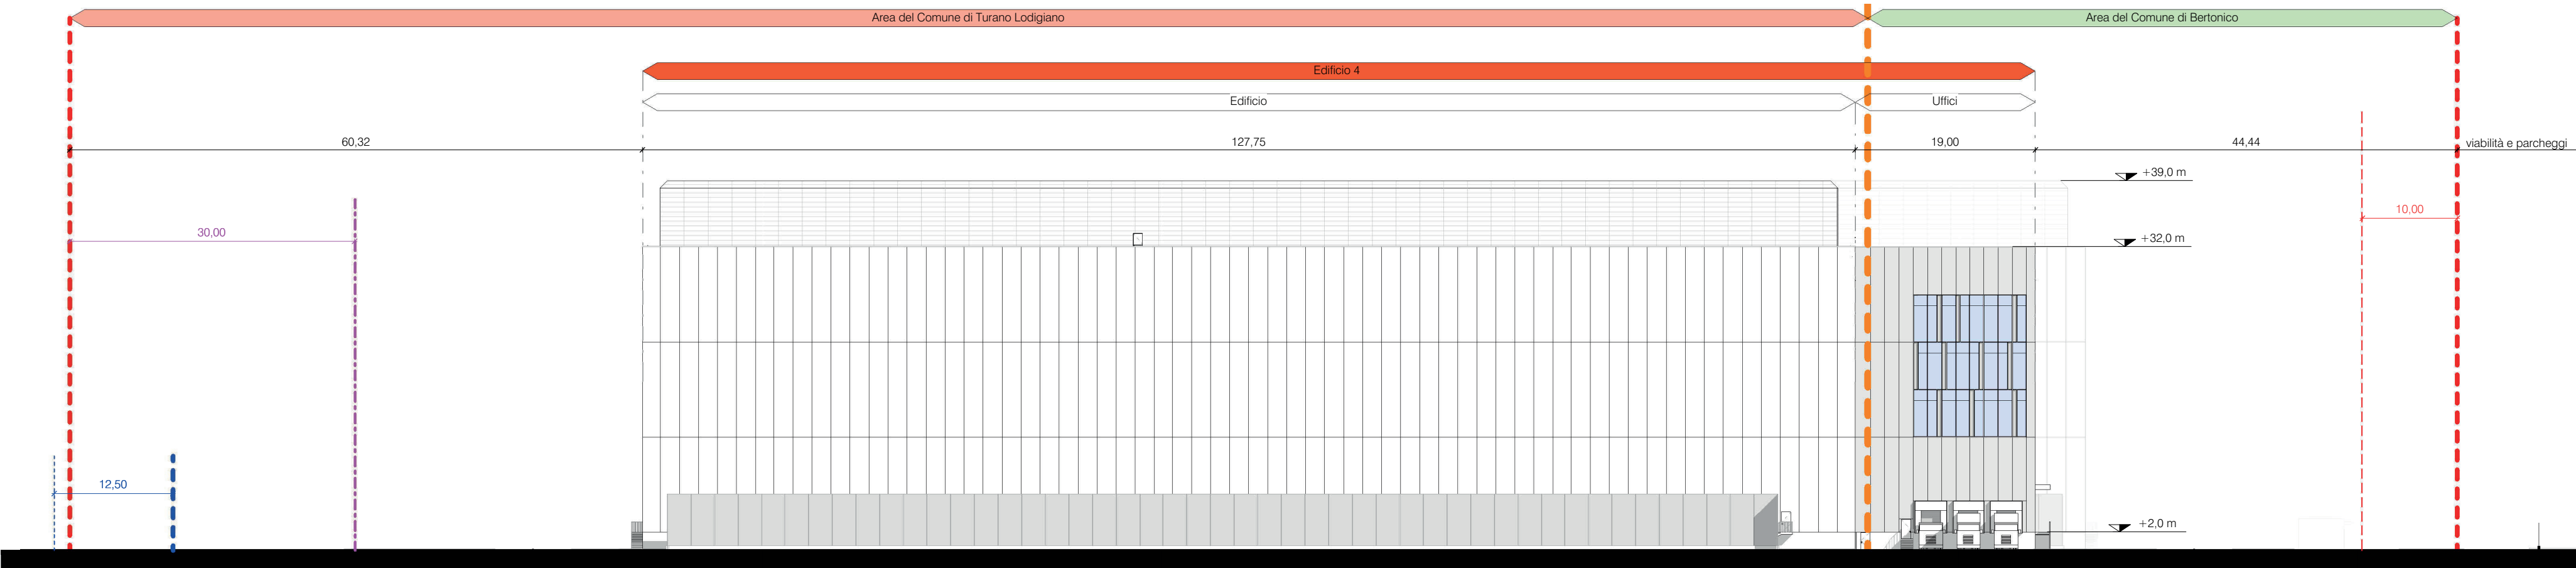 Area del Comune di Turano Lodigiano
Area del Comune di Bertonico
Edificio 4
Edificio
Uffici
60,32
127,75
19,00
44,44
viabilità e parcheggi
+39,0 m
10,00
30,00
+32,0 m
12,50
+2,0 m